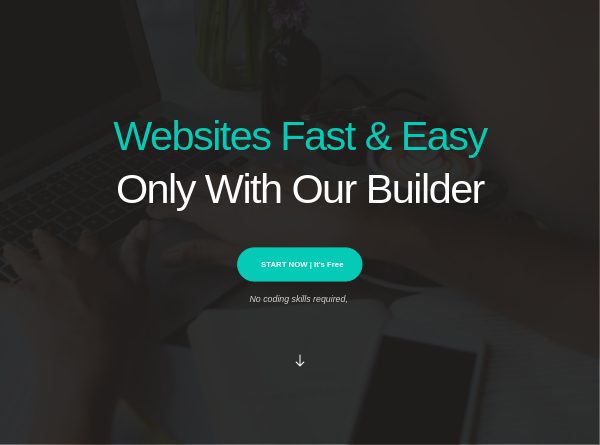 Websites Fast & Easy
Only With Our Builder
START NOW | It's Free
No coding skills required,